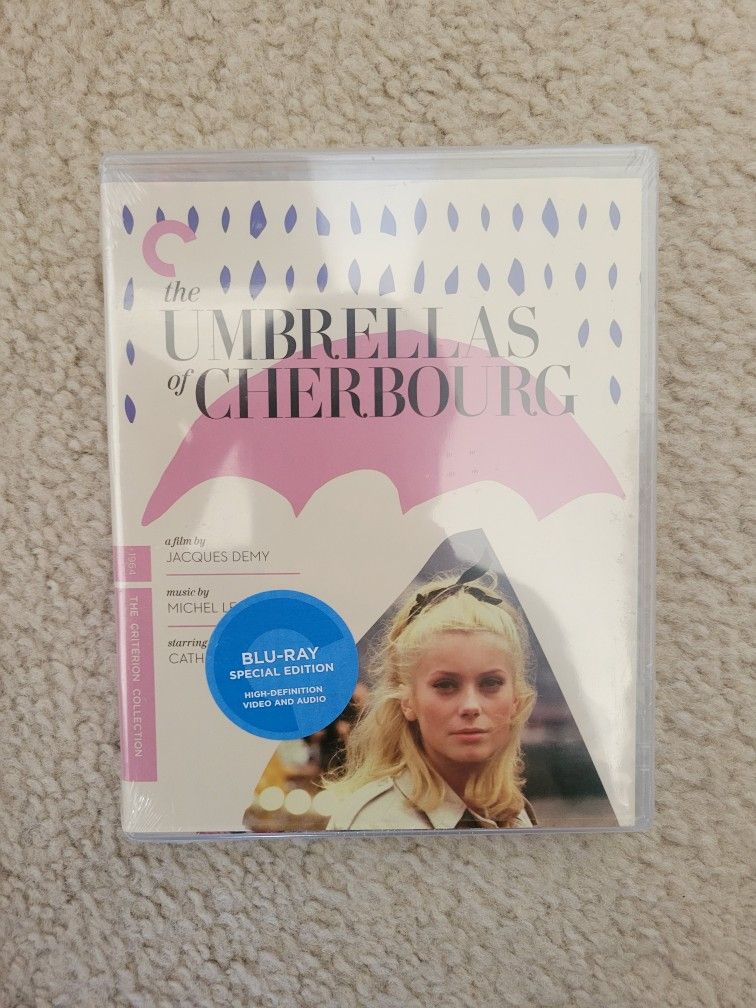 the
UMBRELLAS
of CHERBOURG
a film by
JACQUES DEMY
music by
MICHEL
starring
BLU-RAY
SPECIAL EDITION
HIGH-DEFINITION
VIDEO AND AUDIO
1964
THE CRITERION COLLECTION